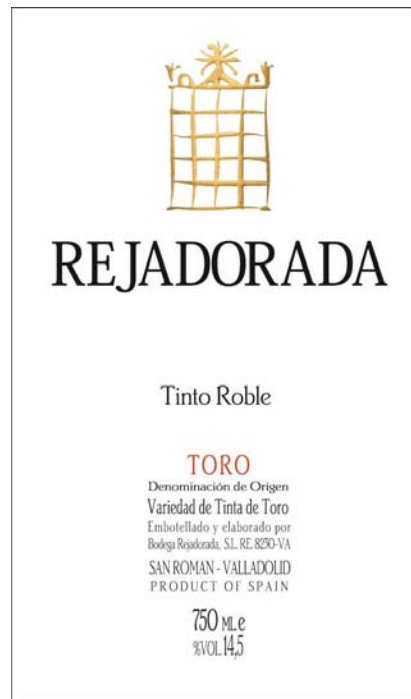 REJADORADA
Tinto Roble
TORO
Denominación de Origen
Variedad de Tinta de Toro
Embotellado y elaborado por
Bodega Rejadorada, S.L. RE. 8250-VA
SAN ROMAN - VALLADOLID
PRODUCT OF SPAIN
750 ML e
%VOL 14,5